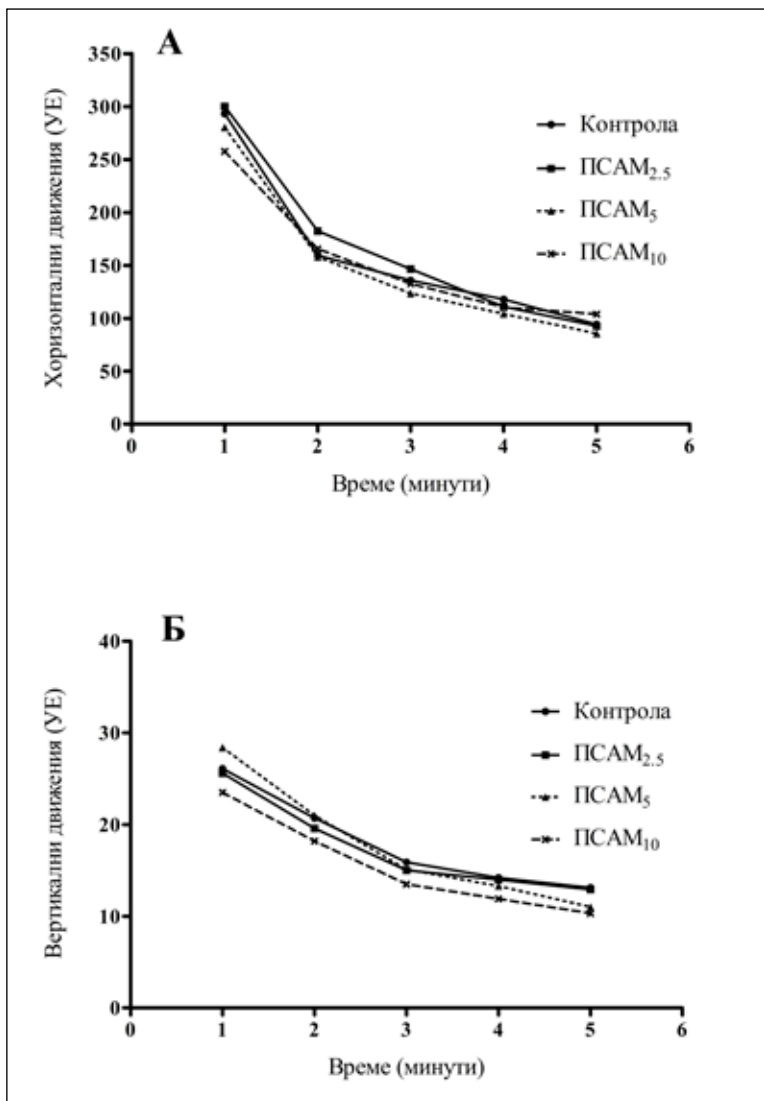 А
350
300
250
200
150
100
50
0
Хоризонтални движения (УЕ)
Контрола
ПСАМ2.5
ПСАМ5
ПСАМ10
0 1 2 3 4 5 6
Време (минути)
Б
40
30
20
10
0
Вертикални движения (УЕ)
Контрола
ПСАМ2.5
ПСАМ5
ПСАМ10
0 1 2 3 4 5 6
Време (минути)